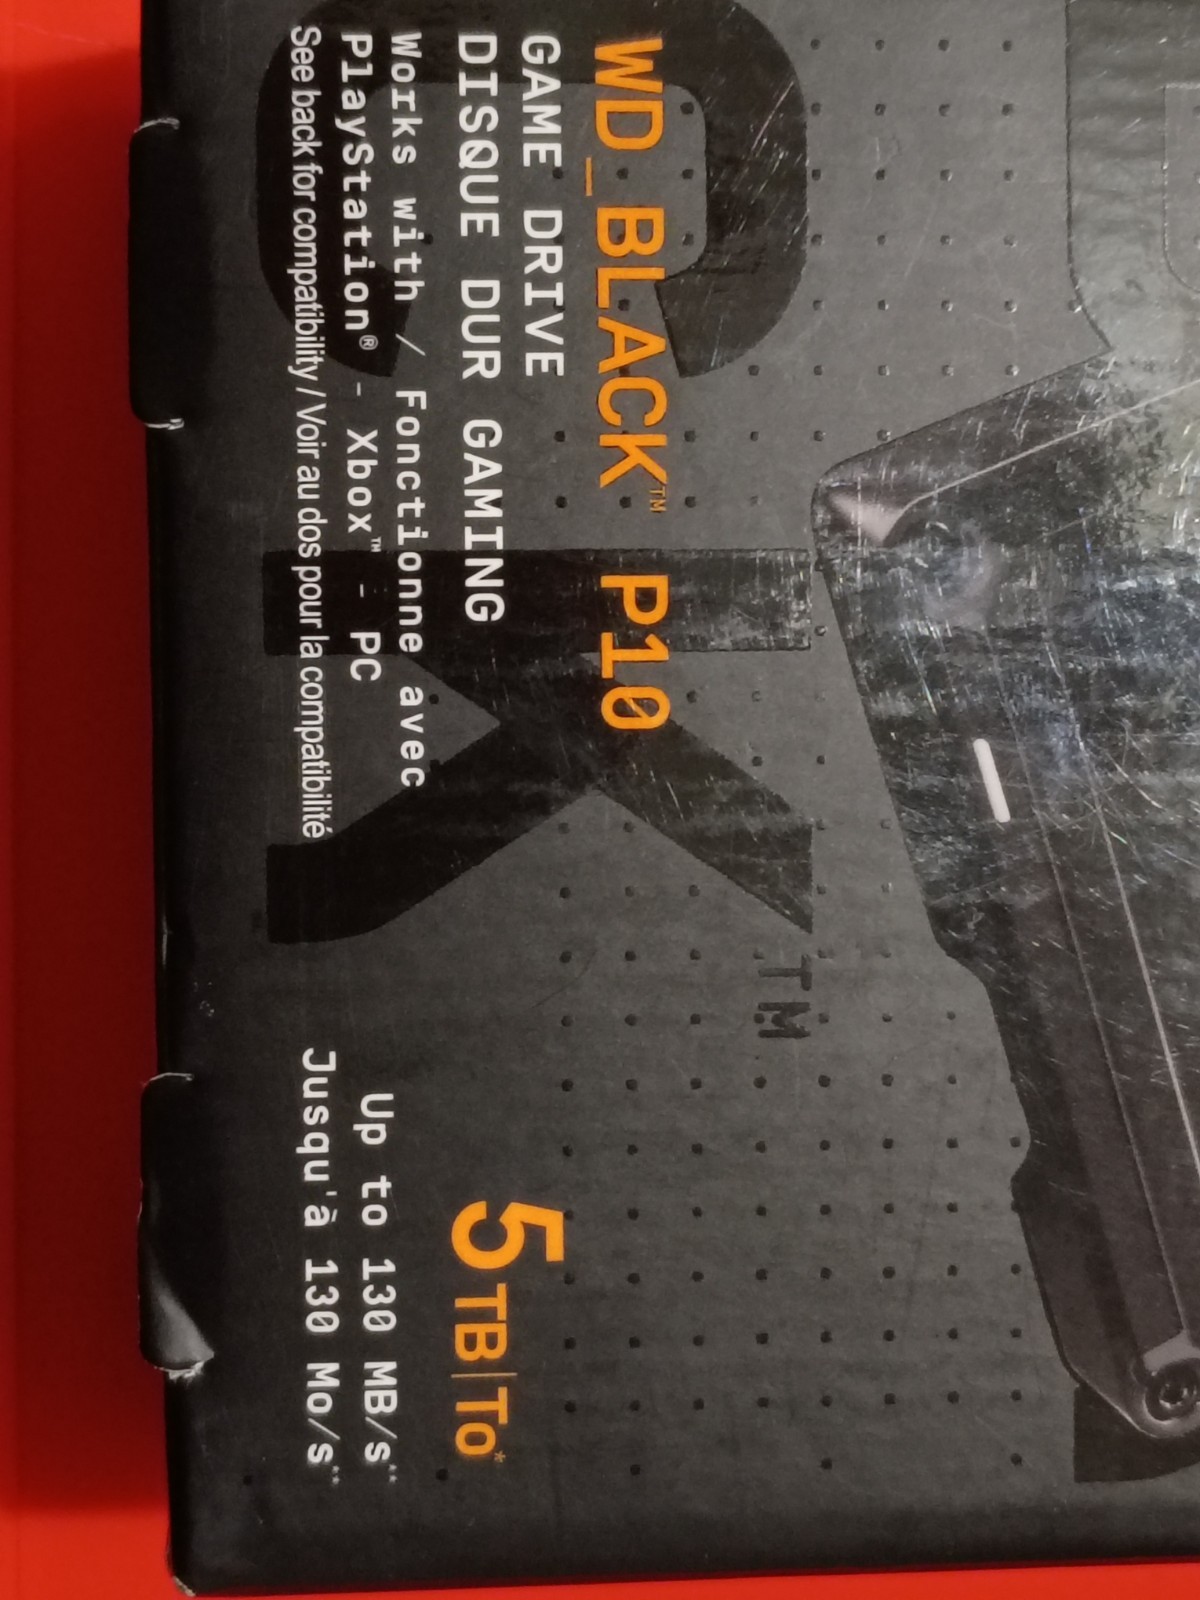 WD_BLACK™ P10
GAME DRIVE
DISQUE DUR GAMING
Works with / Fonctionne avec
PlayStation® - Xbox™ - PC
See back for compatibility / Voir au dos pour la compatibilité
5 TB|To*
Up to 130 MB/s**
Jusqu'à 130 Mo/s**
CK™